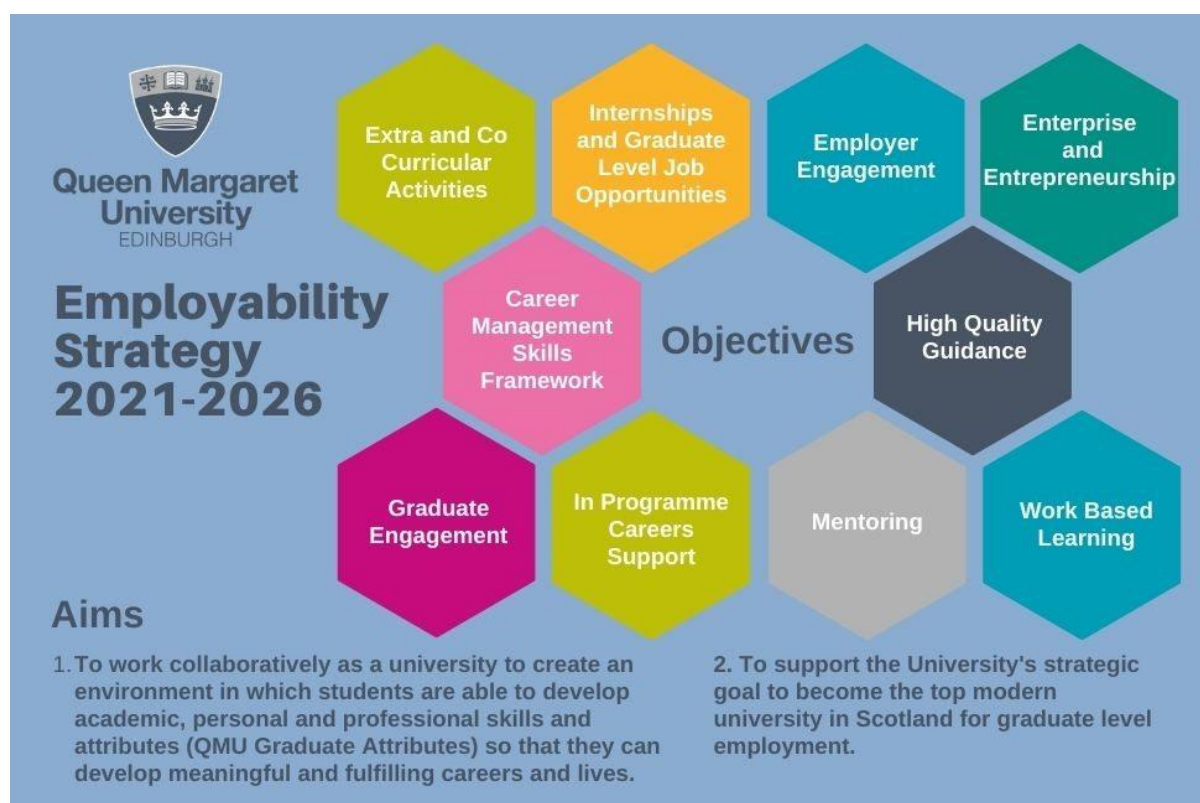 Queen Margaret
University
EDINBURGH
Employability
Strategy
2021-2026
Extra and Co
Curricular
Activities
Internships
and Graduate
Level Job
Opportunities
Employer
Engagement
Enterprise
and
Entrepreneurship
Career
Management
Skills
Framework
Objectives
High Quality
Guidance
Graduate
Engagement
In Programme
Careers
Support
Mentoring
Work Based
Learning
Aims
1. To work collaboratively as a university to create an
environment in which students are able to develop
academic, personal and professional skills and
attributes (QMU Graduate Attributes) so that they can
develop meaningful and fulfilling careers and lives.
2. To support the University's strategic
goal to become the top modern
university in Scotland for graduate level
employment.